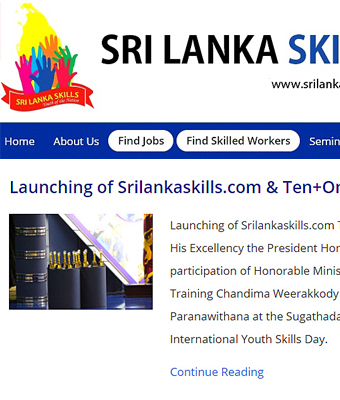 SRI LANKA SKILLS
Touch of the Nation
SRI LANKA SKI
www.srilanka
Home About Us Find Jobs Find Skilled Workers Semin
Launching of Srilankaskills.com & Ten+Or
Launching of Srilankaskills.com T
His Excellency the President Hon
participation of Honorable Minis
Training Chandima Weerakkody
Paranawithana at the Sugathada
International Youth Skills Day.
Continue Reading